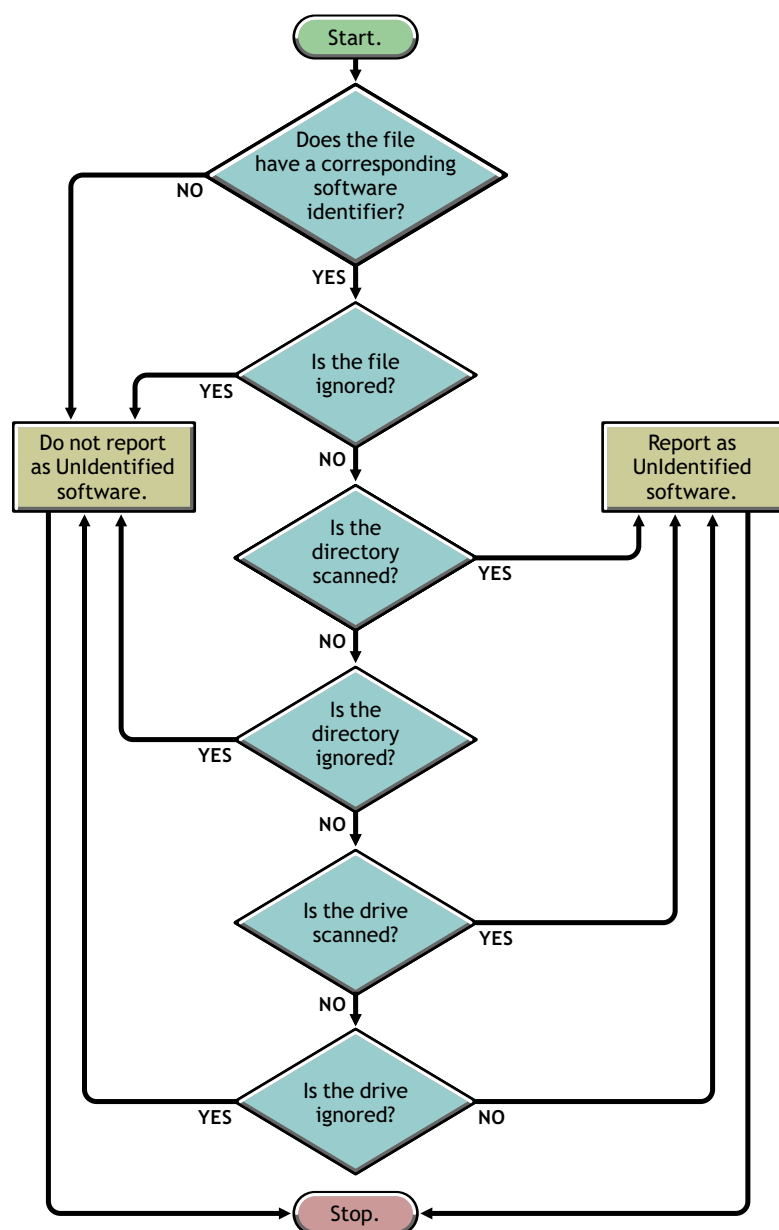 Start.
Does the file
have a corresponding
software
identifier?
NO
YES
Is the file
ignored?
YES
NO
Do not report
as UnIdentified
software.
Report as
UnIdentified
software.
Is the
directory
scanned?
YES
NO
Is the
directory
ignored?
YES
NO
Is the drive
scanned?
YES
NO
Is the drive
ignored?
YES
NO
Stop.